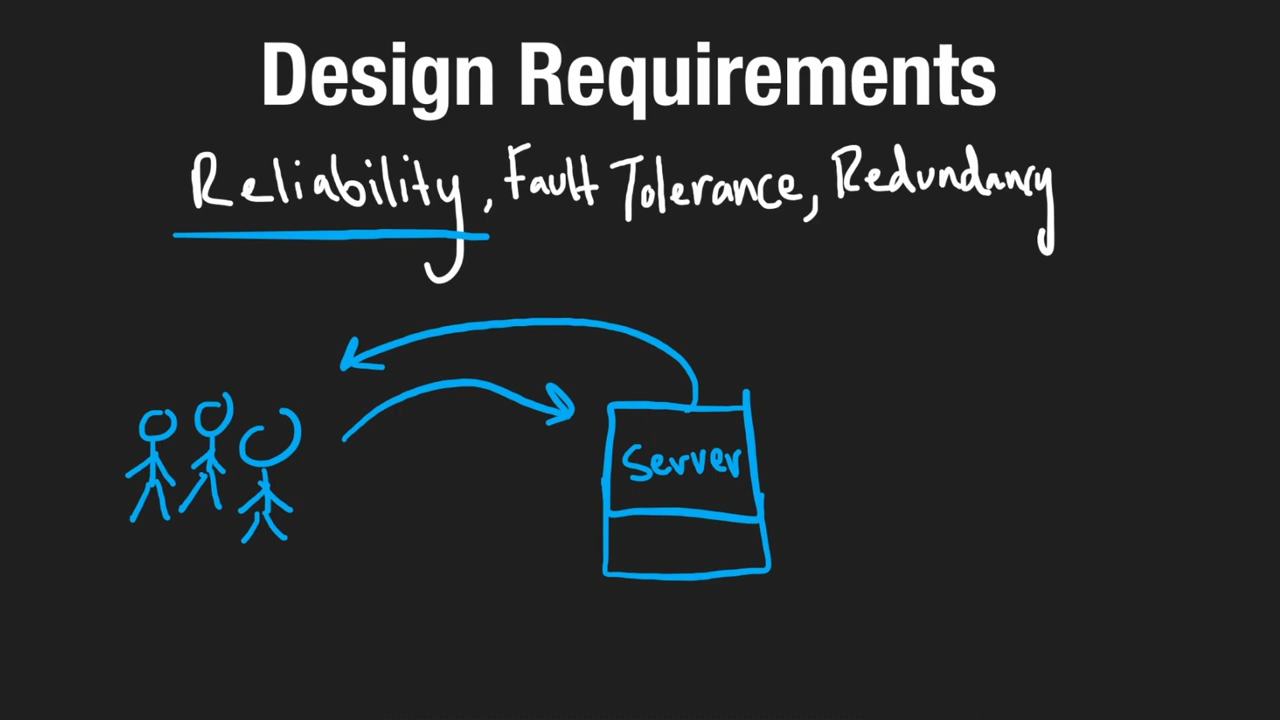 Design Requirements
Reliability, Fault Tolerance, Redundancy
Server